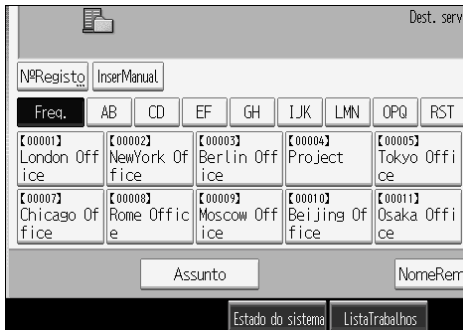 Dest. serv
NºRegisto InserManual
Freq. AB CD EF GH IJK LMN OPQ RST
【00001】 【00002】 【00003】 【00004】 【00005】
London Off NewYork Of Berlin Off Project Tokyo Offi
ice ffice ice ce
【00007】 【00008】 【00009】 【00010】 【00011】
Chicago Of Rome Offic Moscow Off Beijing Of Osaka Offi
fice e ice fice ce
Assunto NomeRem
Estado do sistema ListaTrabalhos